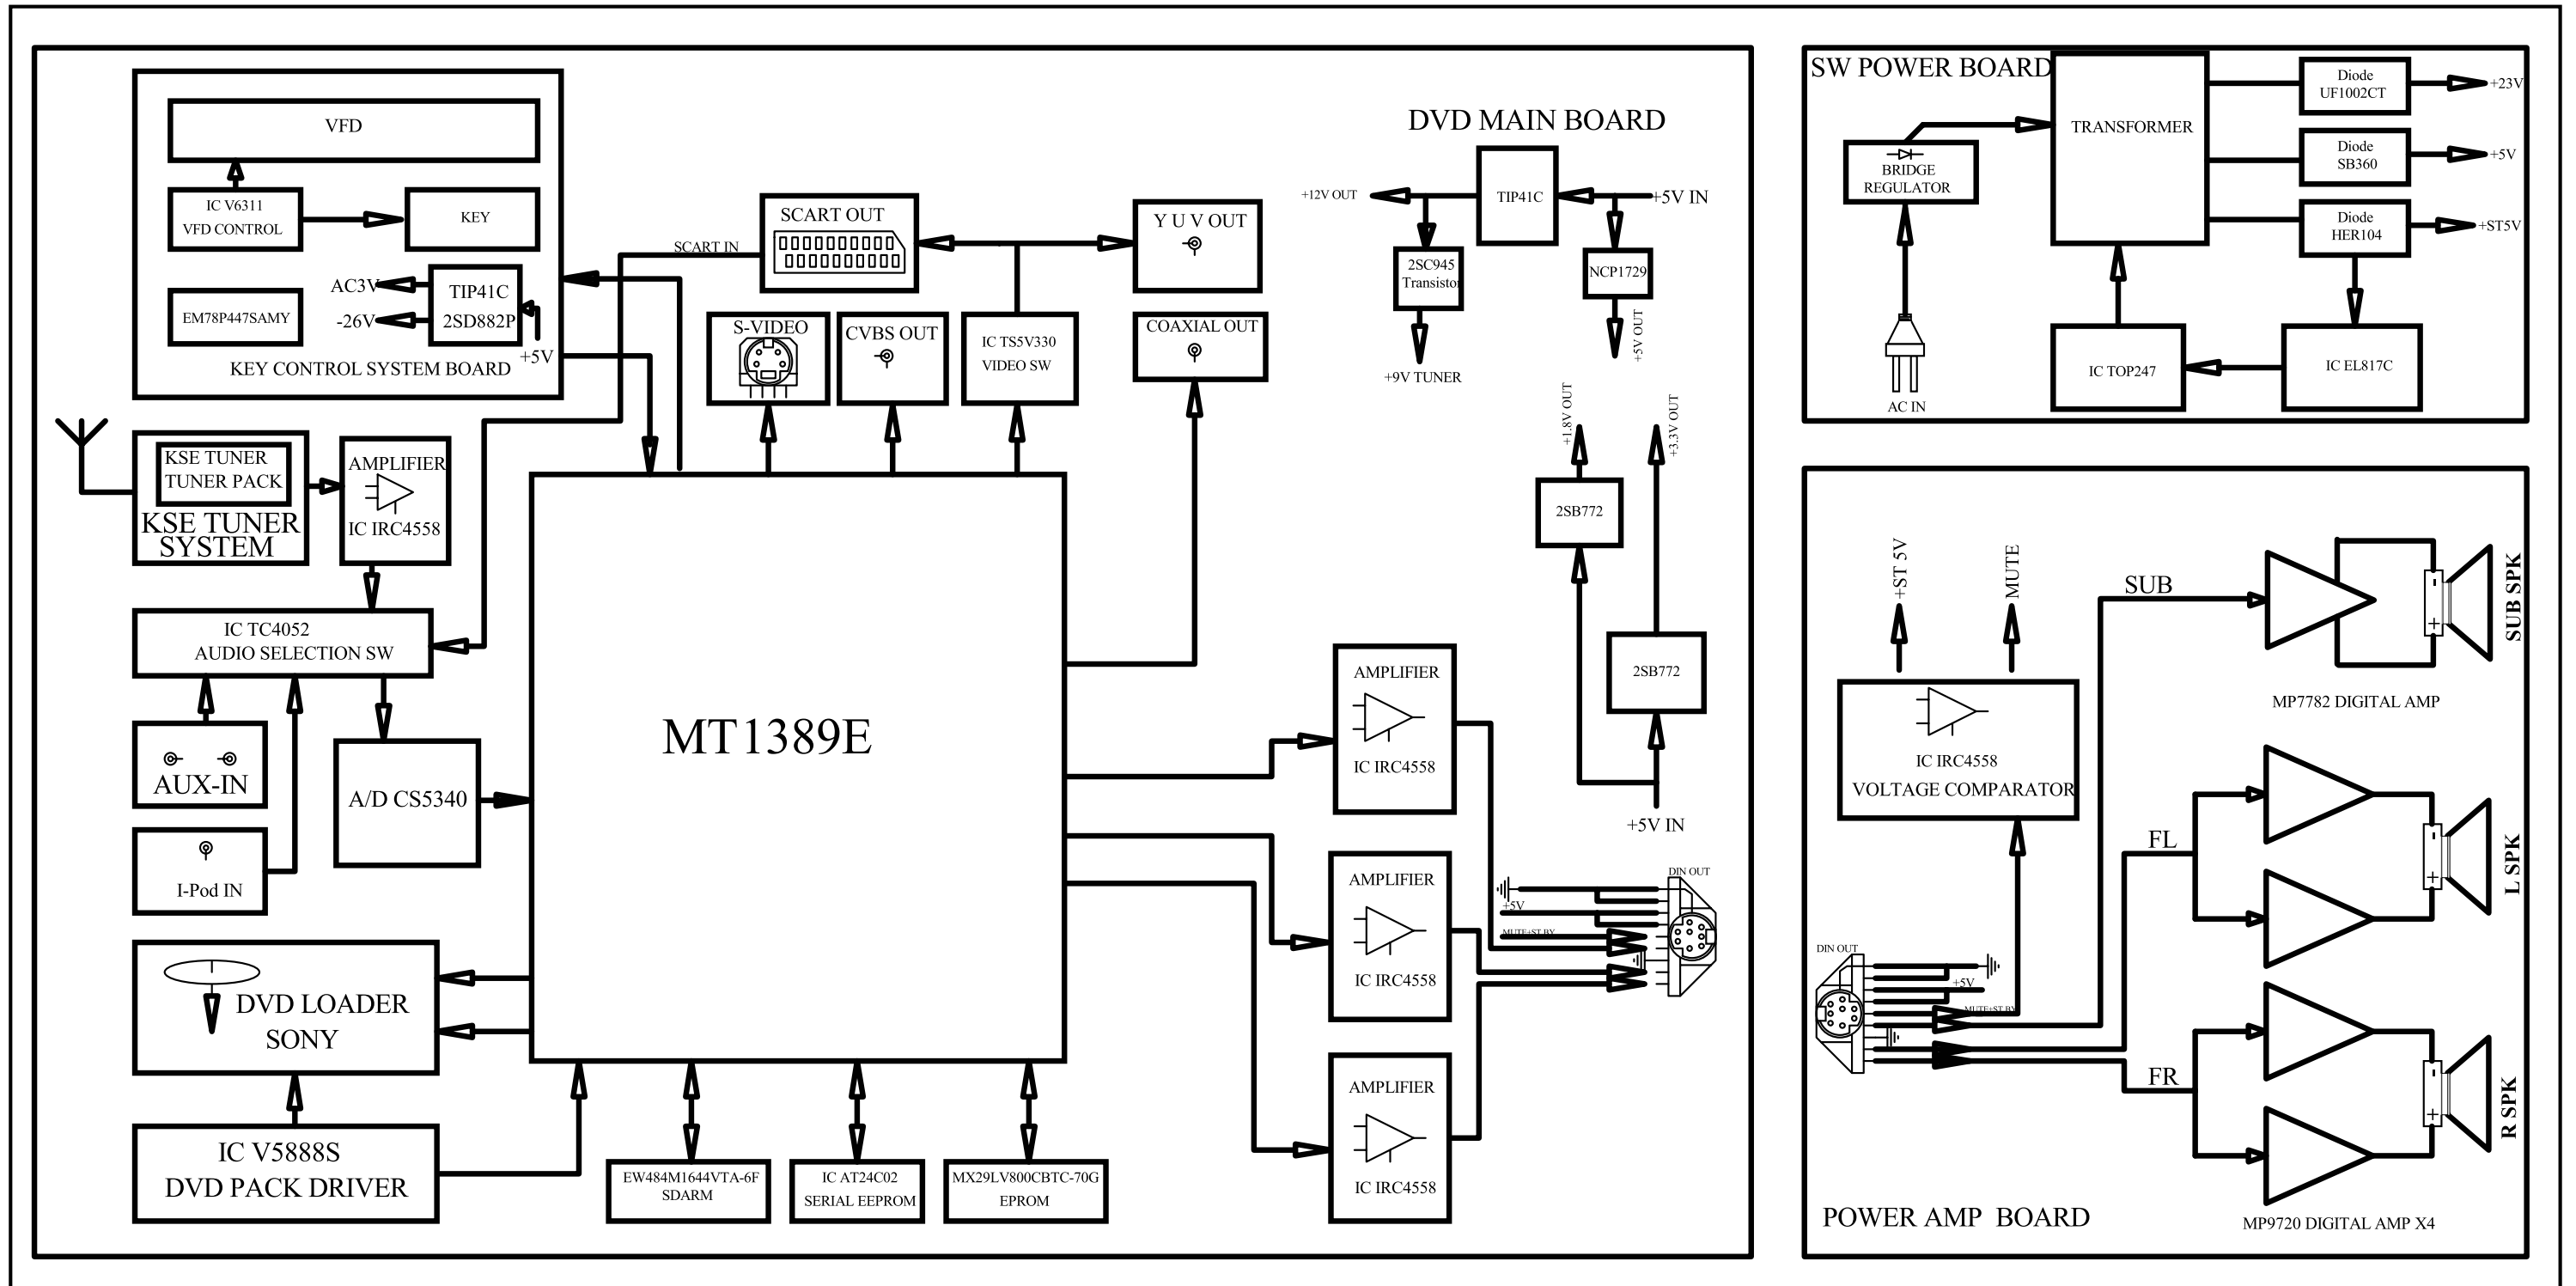 VFD
IC V6311
VFD CONTROL
KEY
EM78P447SAMY
AC3V
-26V
TIP41C
2SD882P
+5V
KEY CONTROL SYSTEM BOARD
KSE TUNER
TUNER PACK
KSE TUNER
SYSTEM
AMPLIFIER
IC IRC4558
IC TC4052
AUDIO SELECTION SW
AUX-IN
I-Pod IN
A/D CS5340
DVD LOADER
SONY
IC V5888S
DVD PACK DRIVER
SCART IN
SCART OUT
Y U V OUT
S-VIDEO
CVBS OUT
IC TS5V330
VIDEO SW
COAXIAL OUT
MT1389E
EW484M1644VTA-6F
SDARM
IC AT24C02
SERIAL EEPROM
MX29LV800CBTC-70G
EPROM
DVD MAIN BOARD
+12V OUT
TIP41C
+5V IN
2SC945
Transistor
NCP1729
+9V TUNER
+5V OUT
+1.8V OUT
+3.3V OUT
2SB772
2SB772
+5V IN
AMPLIFIER
IC IRC4558
AMPLIFIER
IC IRC4558
AMPLIFIER
IC IRC4558
DIN OUT
+5V
MUTE+ST BY
SW POWER BOARD
TRANSFORMER
BRIDGE
REGULATOR
AC IN
Diode
UF1002CT
+23V
Diode
SB360
+5V
Diode
HER104
+ST5V
IC TOP247
IC EL817C
+ST 5V
MUTE
IC IRC4558
VOLTAGE COMPARATOR
SUB
- +
SUB SPK
MP7782 DIGITAL AMP
FL
- +
L SPK
DIN OUT
+5V
MUTE+ST BY
FR
- +
R SPK
POWER AMP BOARD
MP9720 DIGITAL AMP X4